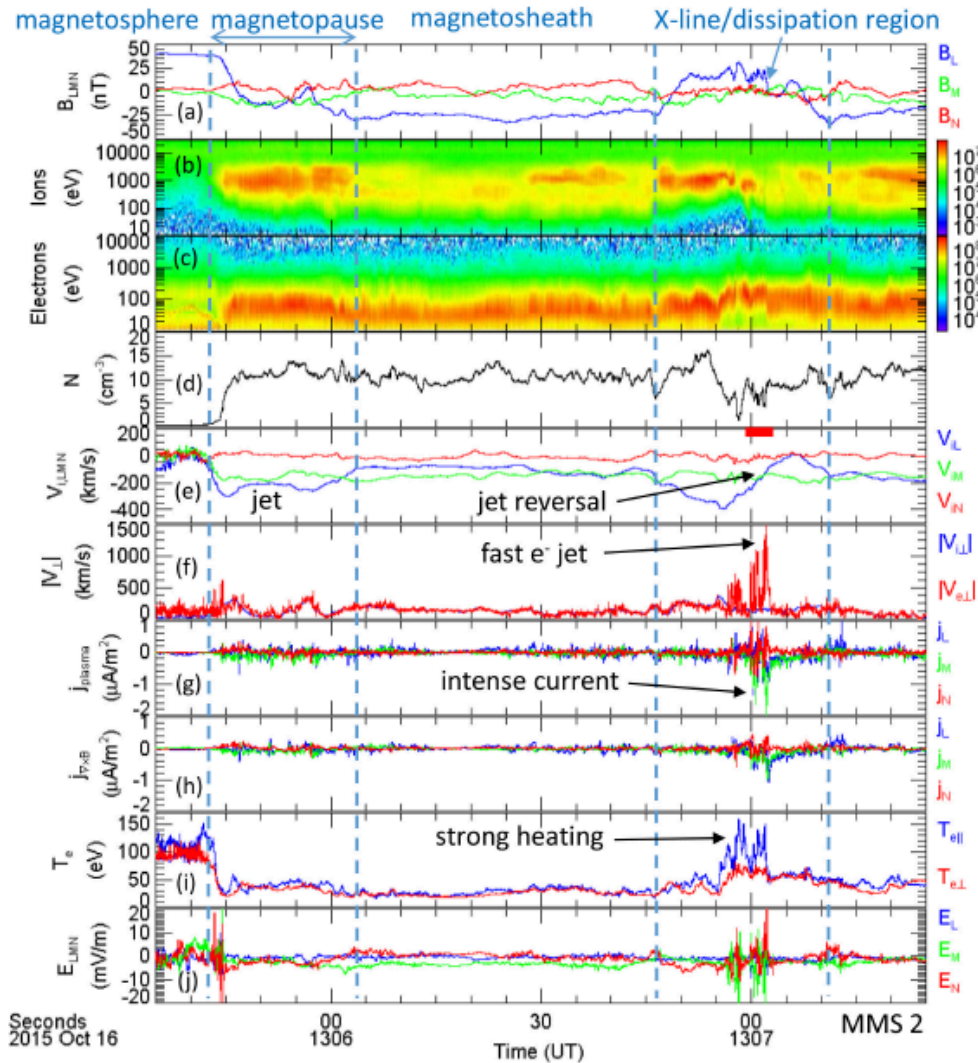 magnetosphere magnetopause magnetosheath X-line/dissipation region
50
25
0
-25
-50
B_LMN
(nT)
(a)
B_L
B_M
B_N
10000
1000
100
10
Ions
(eV)
(b)
10000
1000
100
10
Electrons
(eV)
(c)
20
15
10
5
0
N
(cm⁻³)
(d)
200
0
-200
-400
V_i,LMN
(km/s)
(e)
jet
jet reversal
V_iL
V_iM
V_iN
1500
1000
500
0
|V_⊥|
(km/s)
(f)
fast e⁻ jet
|V_i⊥|
|V_e⊥|
0
-1
-2
j_plasma
(μA/m²)
(g)
intense current
j_L
j_M
j_N
1
0
-1
-2
j_∇×B
(μA/m²)
(h)
j_L
j_M
j_N
150
100
50
0
T_e
(eV)
(i)
strong heating
T_e||
T_e⊥
20
10
0
-10
-20
E_LMN
(mV/m)
(j)
E_L
E_M
E_N
Seconds 00 30 00
2015 Oct 16 1306 1307 MMS 2
Time (UT)